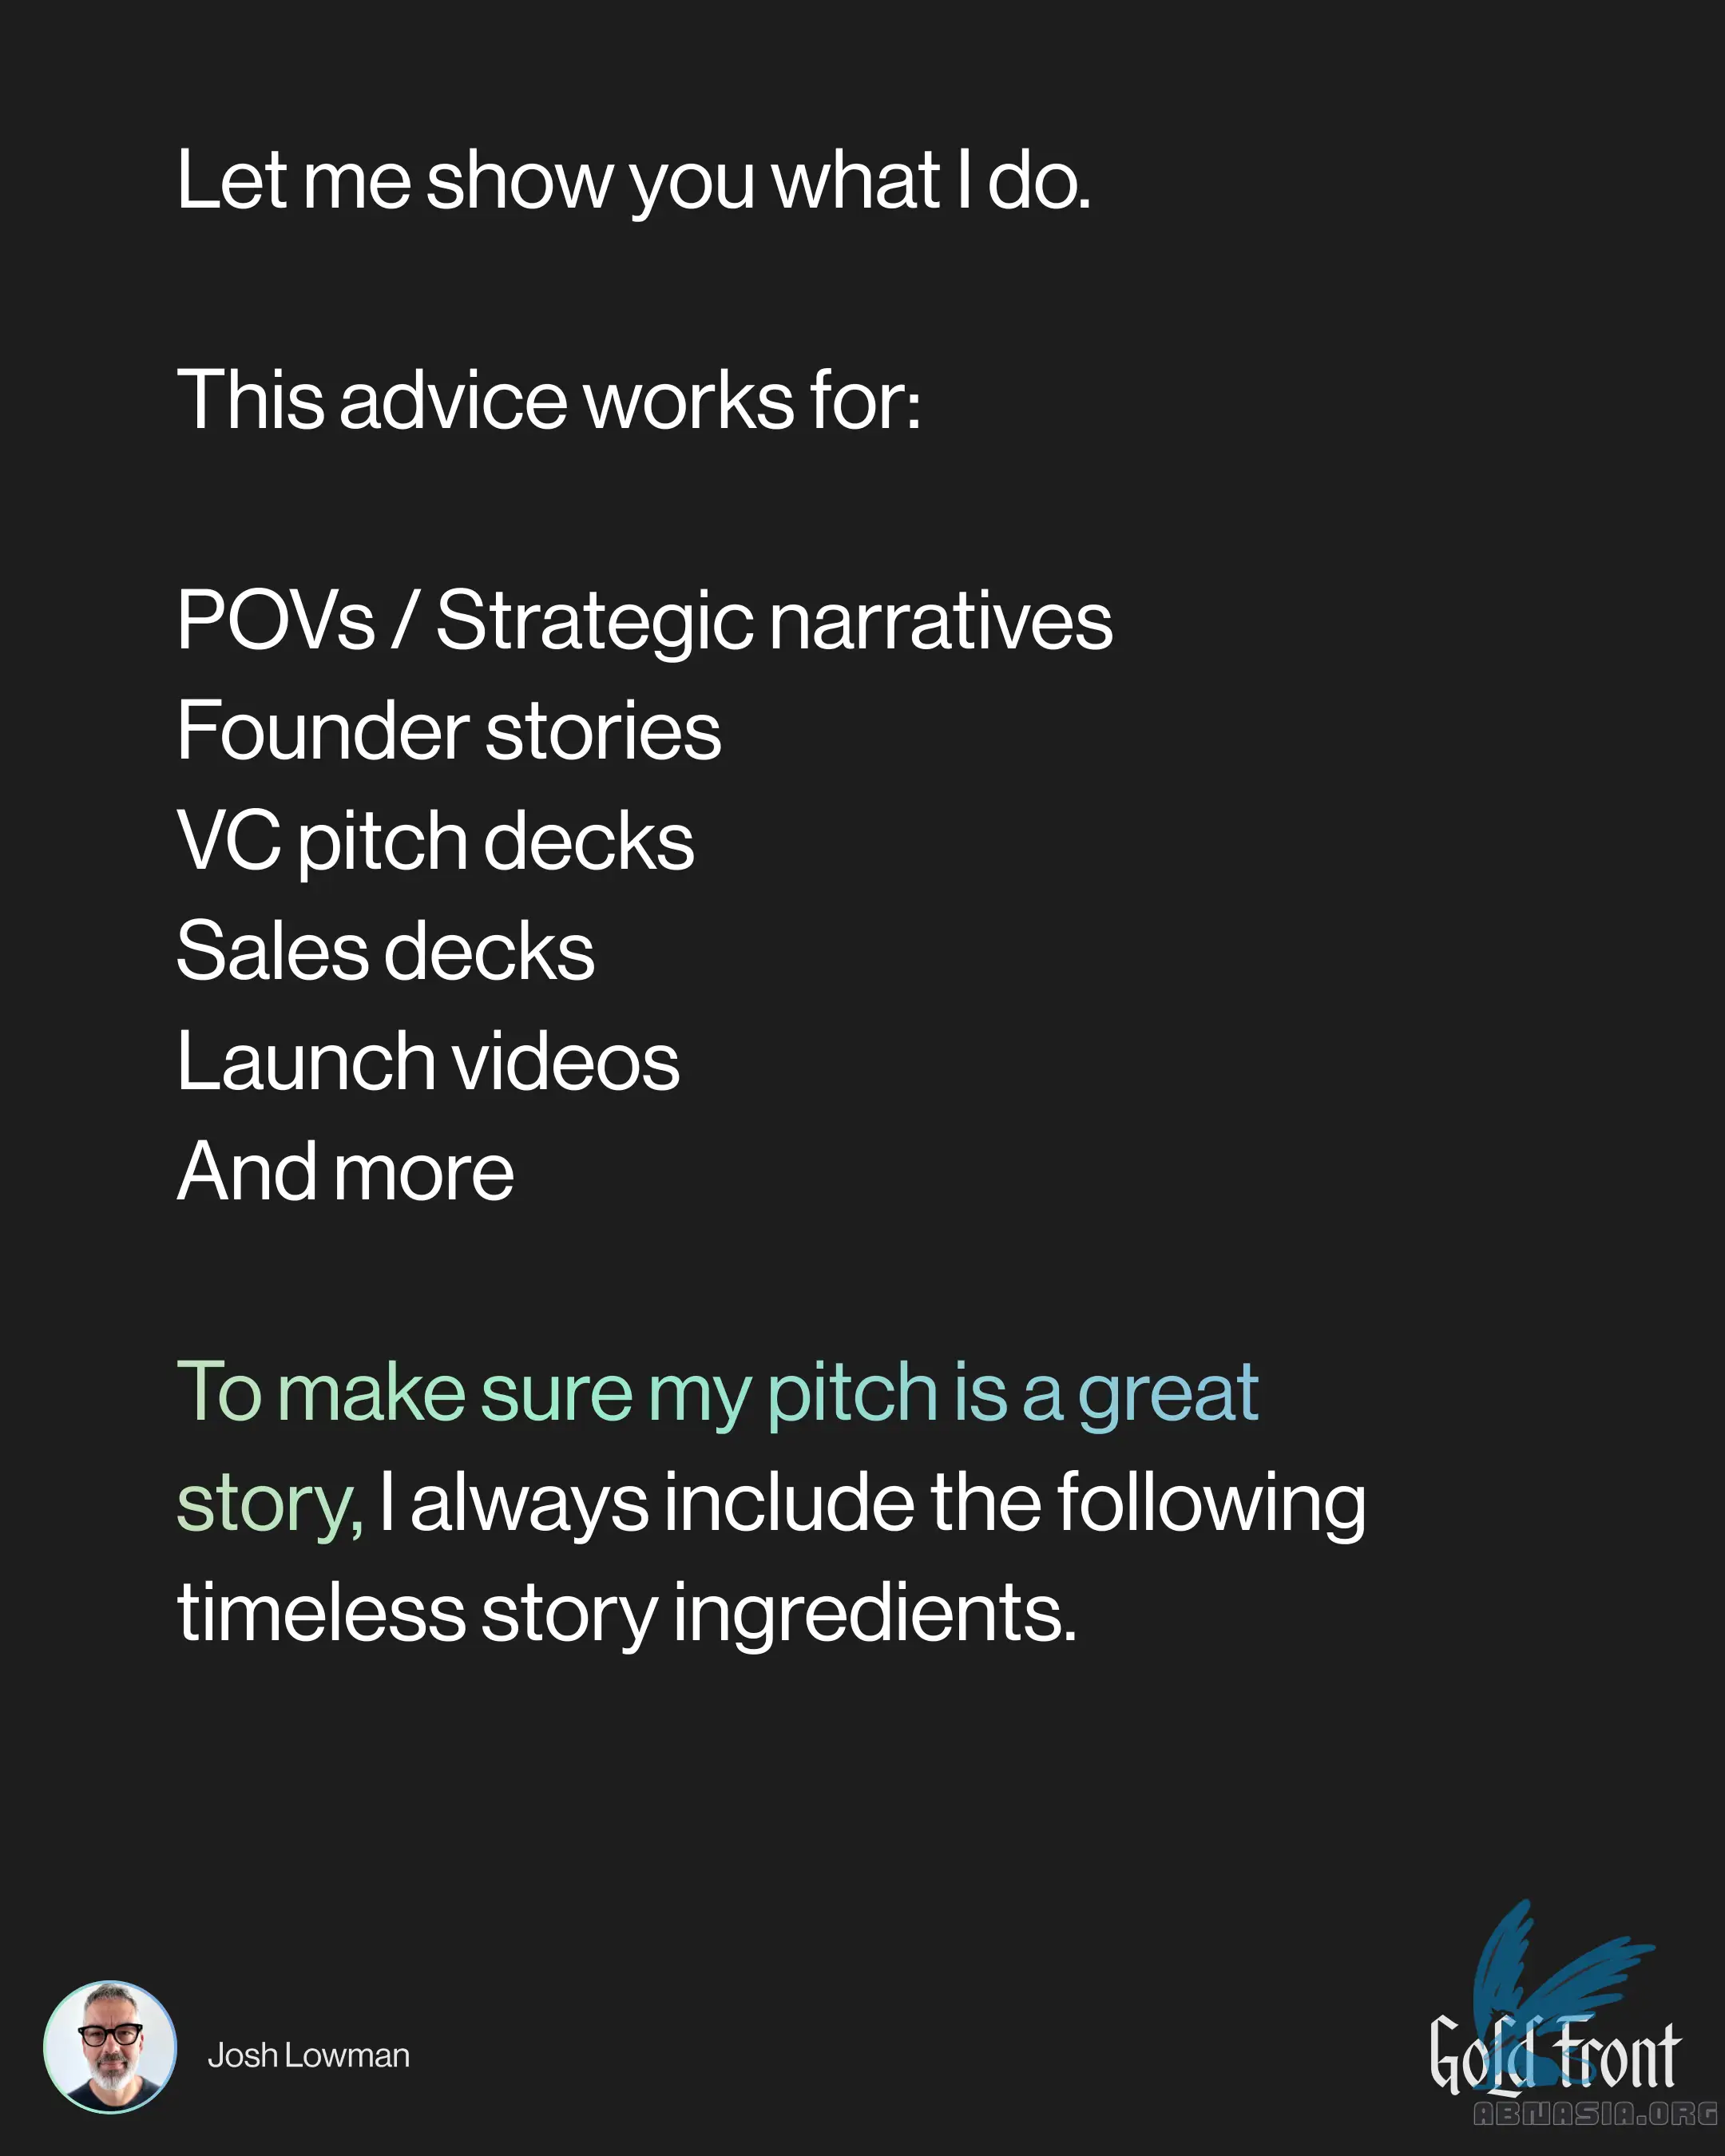 Let me show you what I do.
This advice works for:
POVs / Strategic narratives
Founder stories
VC pitch decks
Sales decks
Launch videos
And more
To make sure my pitch is a great
story, I always include the following
timeless story ingredients.
Josh Lowman
Gold Front
ABNASIA.ORG